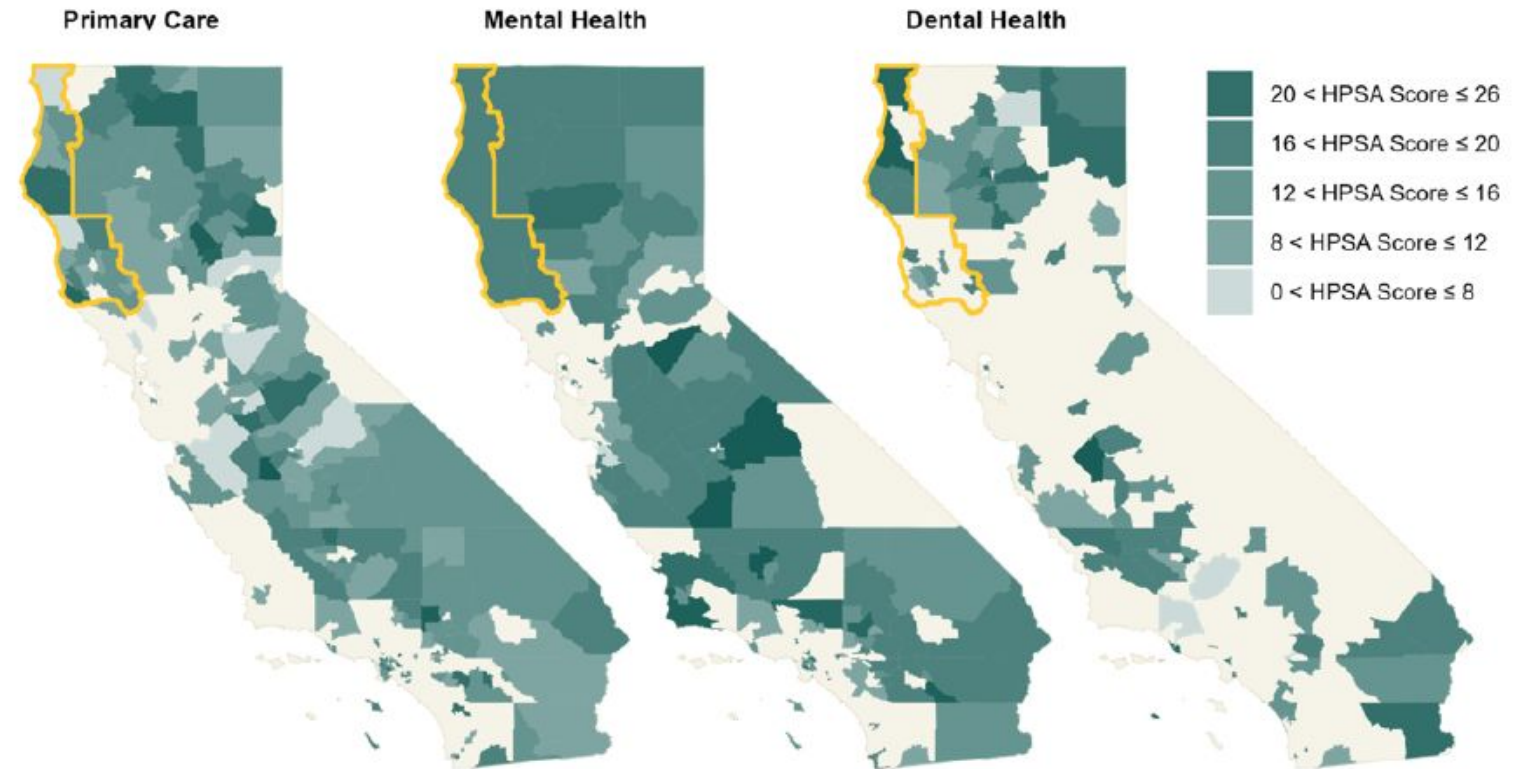 Primary Care
Mental Health
Dental Health
20 < HPSA Score ≤ 26
16 < HPSA Score ≤ 20
12 < HPSA Score ≤ 16
8 < HPSA Score ≤ 12
0 < HPSA Score ≤ 8